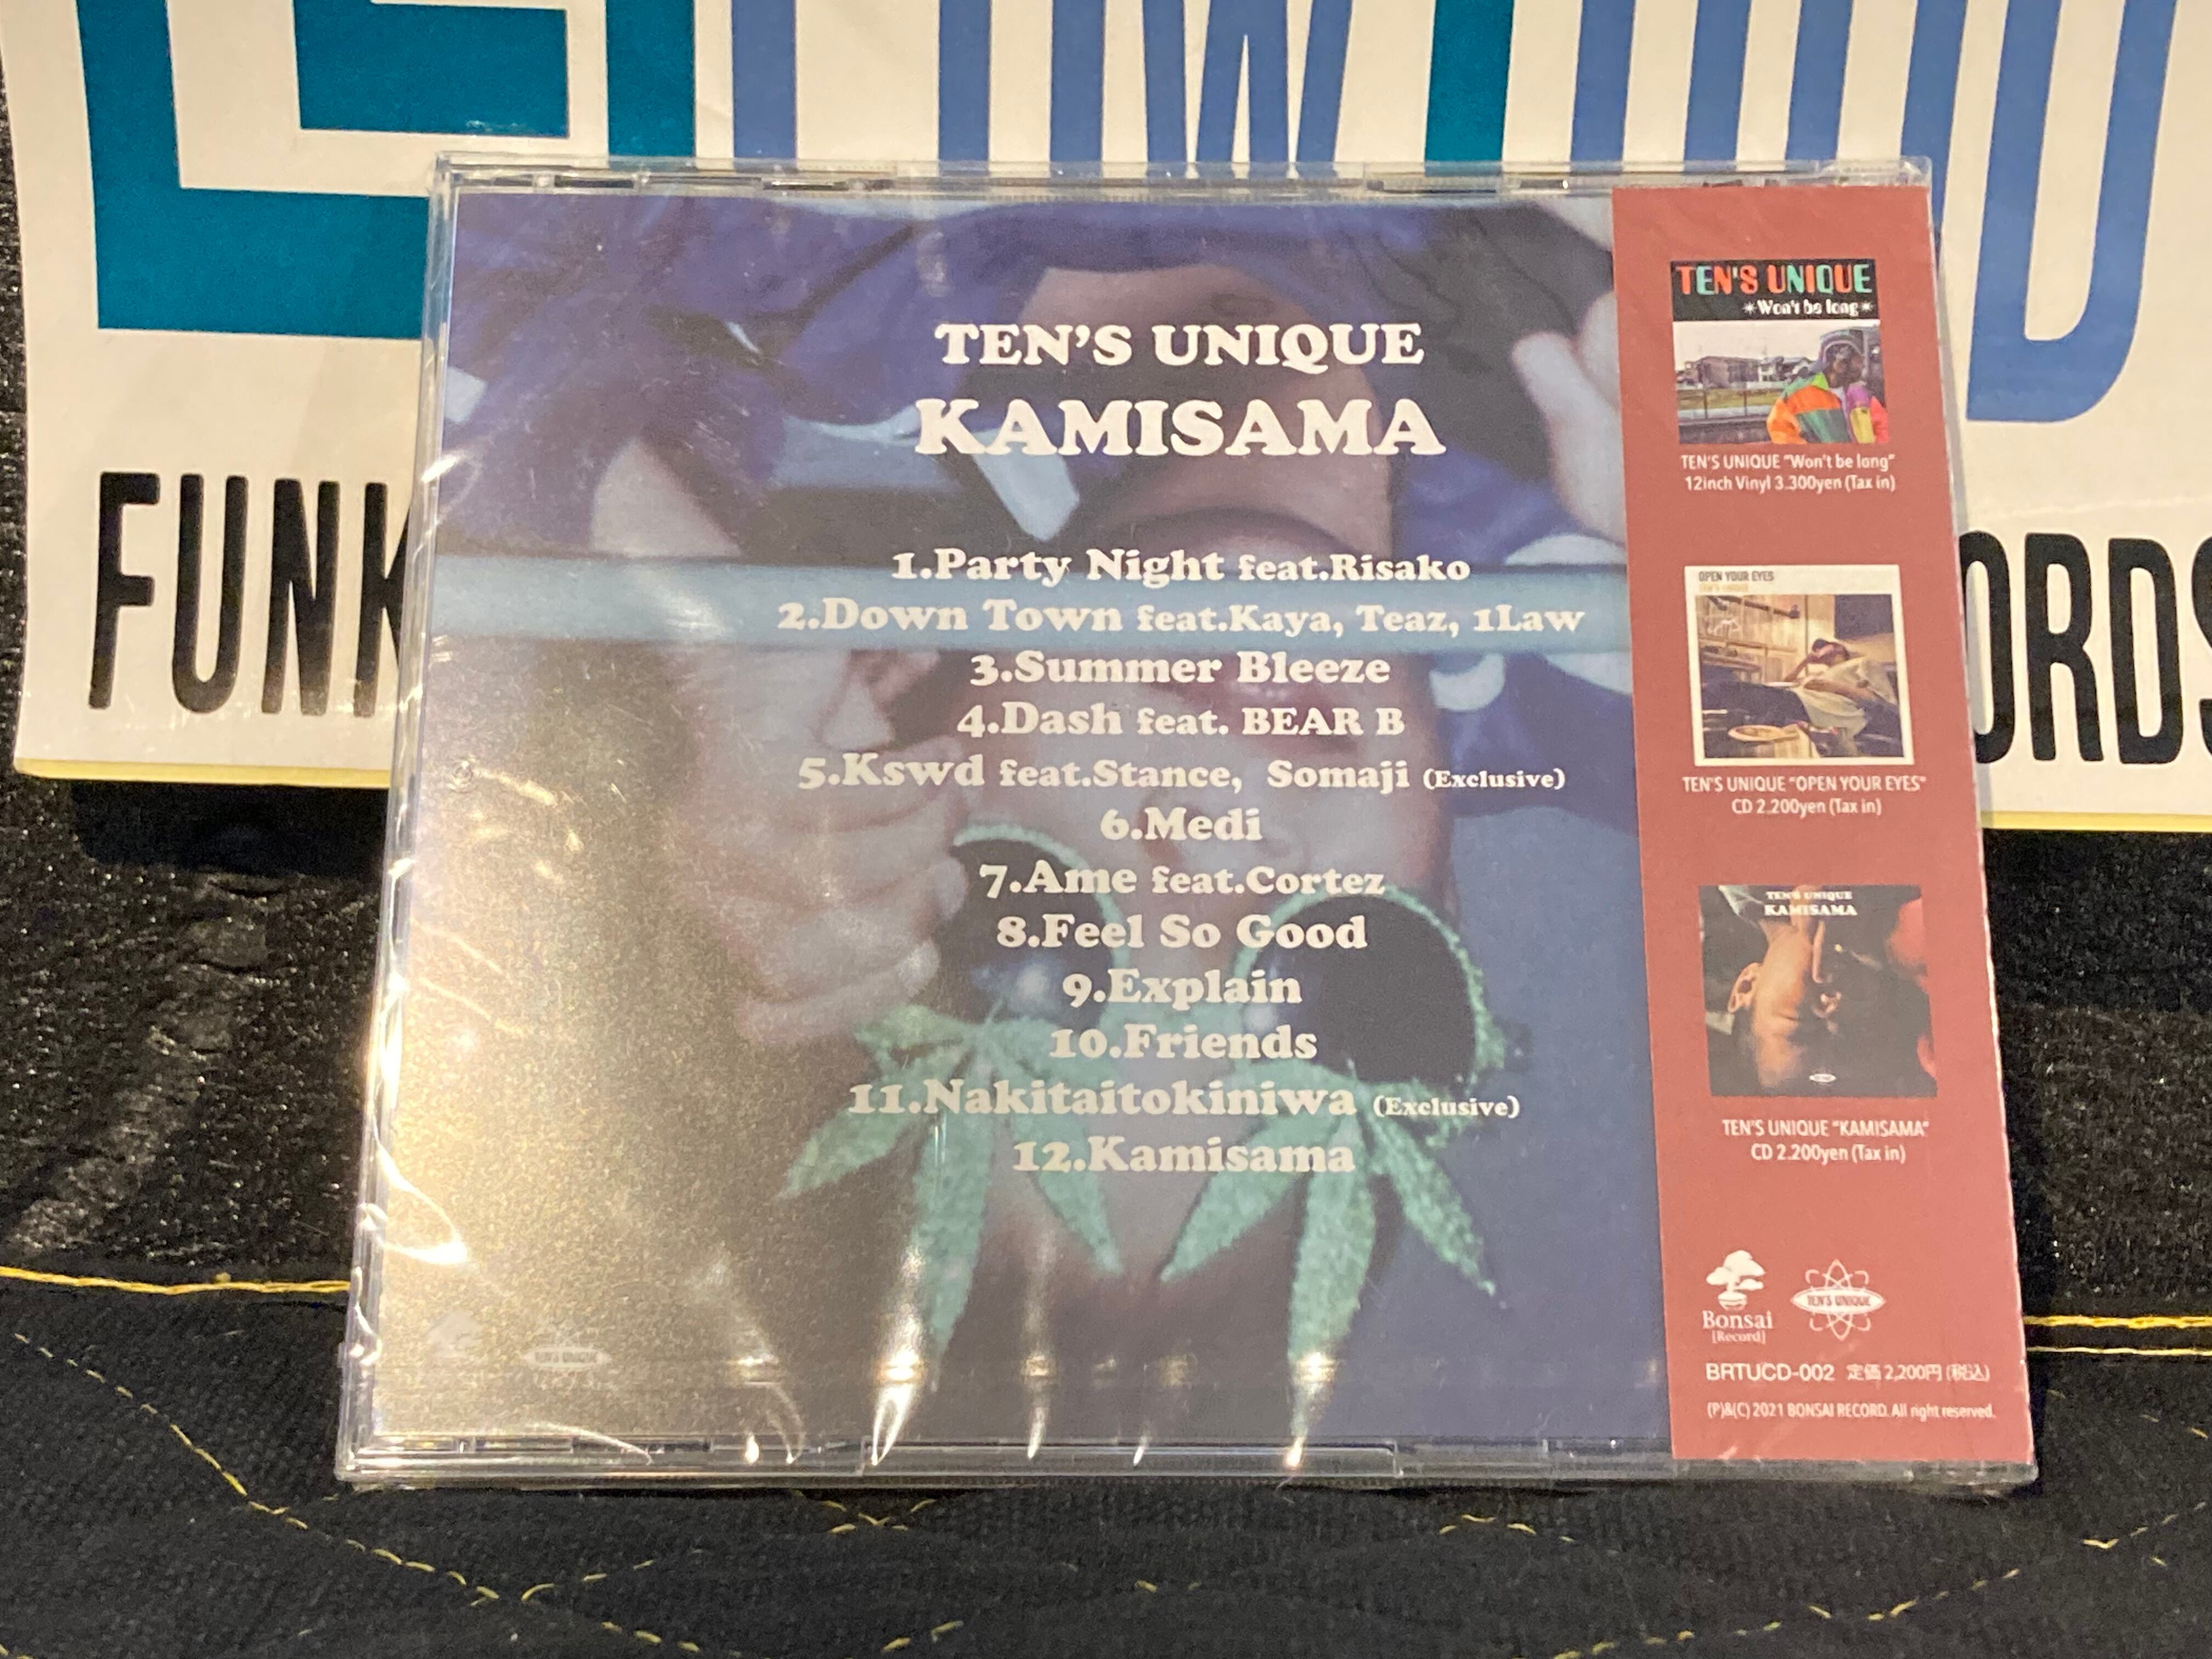 FUNK
ORDS
TEN'S UNIQUE
KAMISAMA
1.Party Night feat.Risako
2.Down Town feat.Kaya, Teaz, 1Law
3.Summer Bleeze
4.Dash feat. BEAR B
5.Kswd feat.Stance, Somaji (Exclusive)
6.Medi
7.Ame feat.Cortez
8.Feel So Good
9.Explain
10.Friends
11.Nakitaitokiniwa (Exclusive)
12.Kamisama
TEN'S UNIQUE
TEN'S UNIQUE
*Won't be long*
TEN'S UNIQUE "Won't be long"
12inch Vinyl 3.300yen (Tax in)
OPEN YOUR EYES
TEN'S UNIQUE
TEN'S UNIQUE "OPEN YOUR EYES"
CD 2.200yen (Tax in)
TEN'S UNIQUE
KAMISAMA
TEN'S UNIQUE "KAMISAMA"
CD 2.200yen (Tax in)
Bonsai
[Record]
TEN'S UNIQUE
BRTUCD-002 定価 2,200円 (税込)
(P)&(C) 2021 BONSAI RECORD. All right reserved.